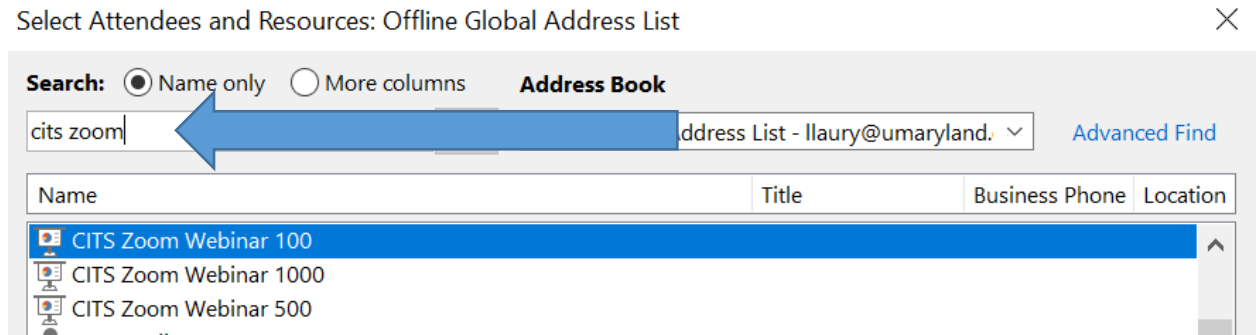 Select Attendees and Resources: Offline Global Address List
Search: Name only More columns Address Book
cits zoom Address List - llaury@umaryland. Advanced Find
Name Title Business Phone Location
CITS Zoom Webinar 100
CITS Zoom Webinar 1000
CITS Zoom Webinar 500